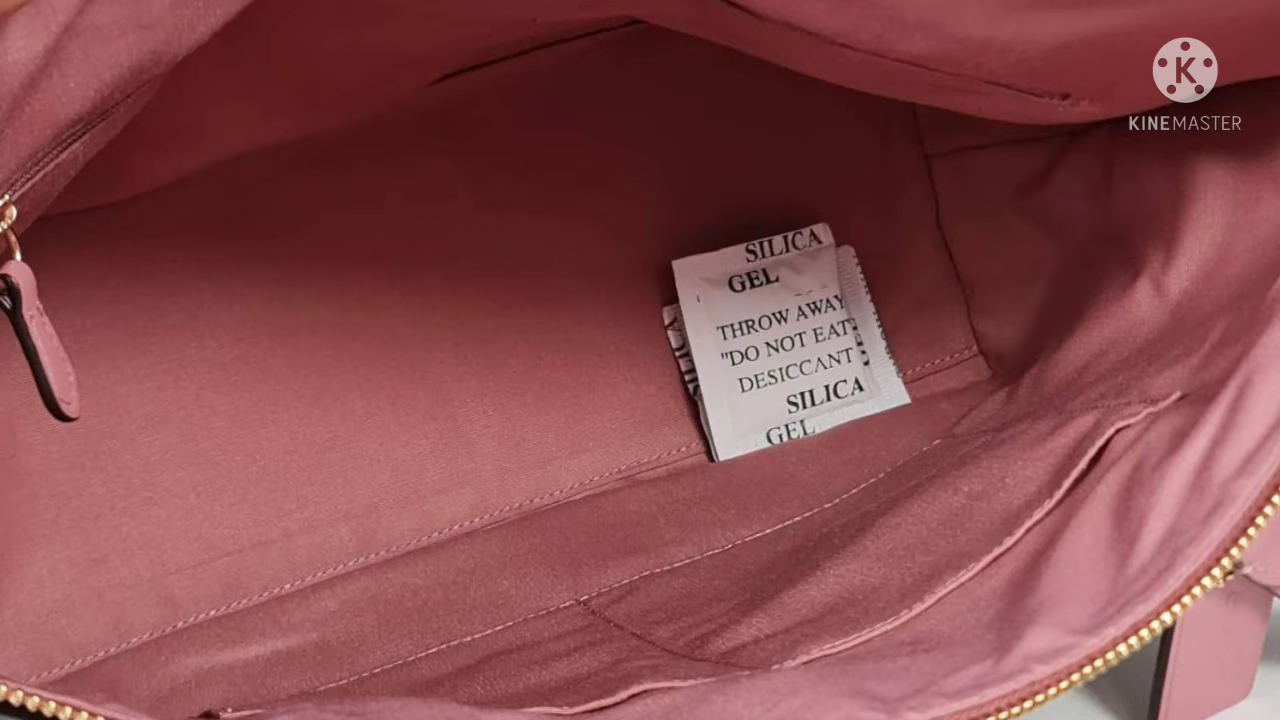 K
KINEMASTER
SILICA
GEL
THROW AWAY
"DO NOT EAT
DESICCANT
SILICA
GEL